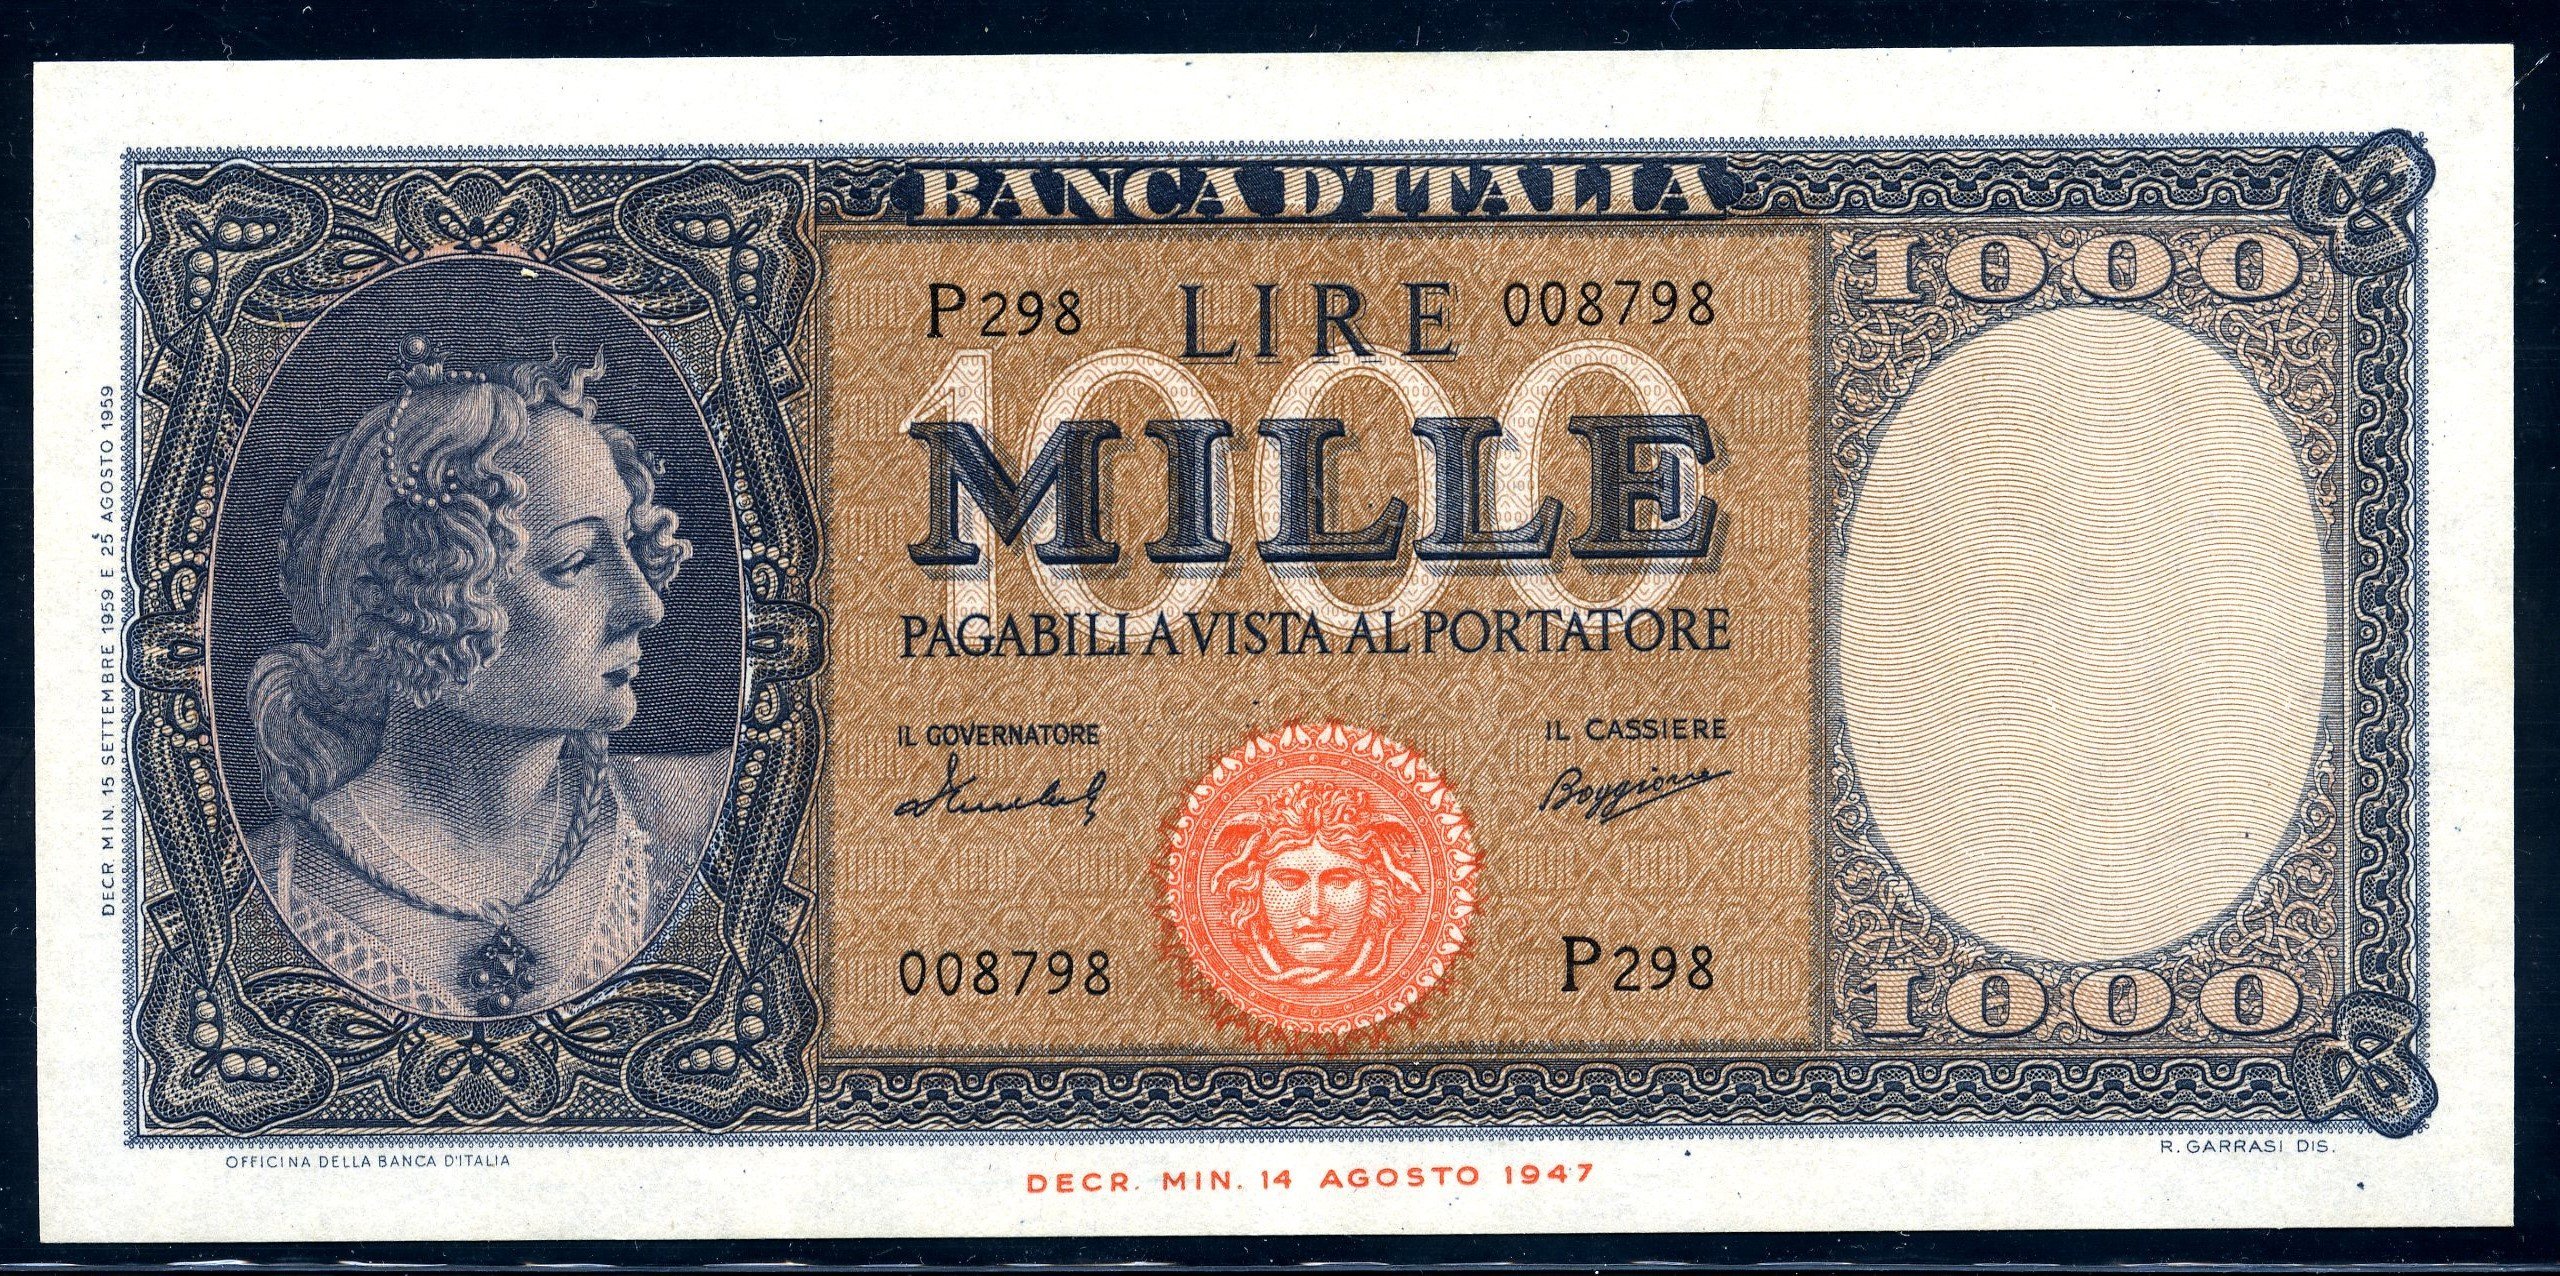 BANCA D'ITALIA
P298 LIRE 008798
1000
1000
MILLE
PAGABILI A VISTA AL PORTATORE
IL GOVERNATORE IL CASSIERE
Boggione
008798 P298
1000
DECR. MIN. 15 SETTEMBRE 1959 E 25 AGOSTO 1959
OFFICINA DELLA BANCA D'ITALIA
R. GARRASI DIS.
DECR. MIN. 14 AGOSTO 1947